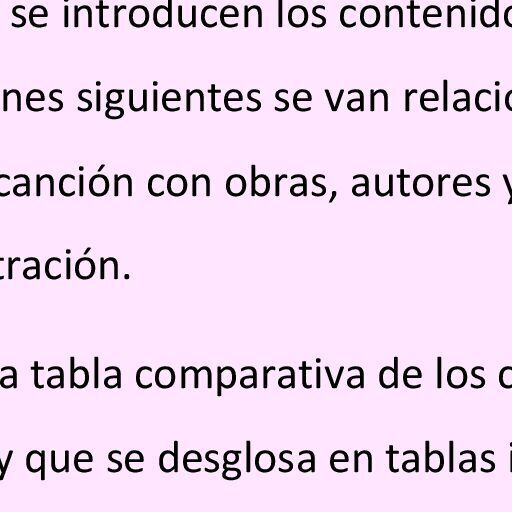 se introducen los contenido
nes siguientes se van relacio
canción con obras, autores y
tración.
a tabla comparativa de los c
y que se desglosa en tablas i